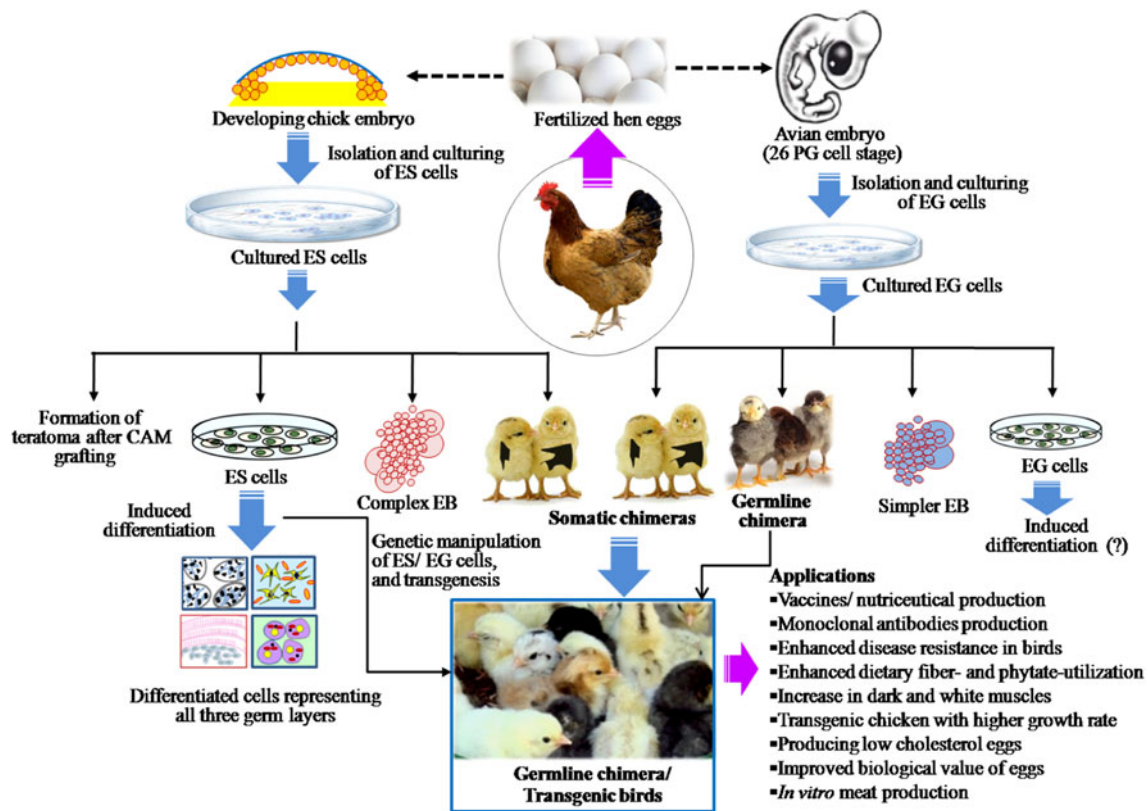 Developing chick embryo
Fertilized hen eggs
Avian embryo
(26 PG cell stage)
Isolation and culturing
of ES cells
Isolation and culturing
of EG cells
Cultured ES cells
Cultured EG cells
Formation of
teratoma after CAM
grafting
ES cells
Complex EB
Somatic chimeras
Germline
chimera
Simpler EB
EG cells
Induced
differentiation
Genetic manipulation
of ES/ EG cells,
and transgenesis
Induced
differentiation (?)
Differentiated cells representing
all three germ layers
Germline chimera/
Transgenic birds
Applications
▪Vaccines/ nutriceutical production
▪Monoclonal antibodies production
▪Enhanced disease resistance in birds
▪Enhanced dietary fiber- and phytate-utilization
▪Increase in dark and white muscles
▪Transgenic chicken with higher growth rate
▪Producing low cholesterol eggs
▪Improved biological value of eggs
▪In vitro meat production